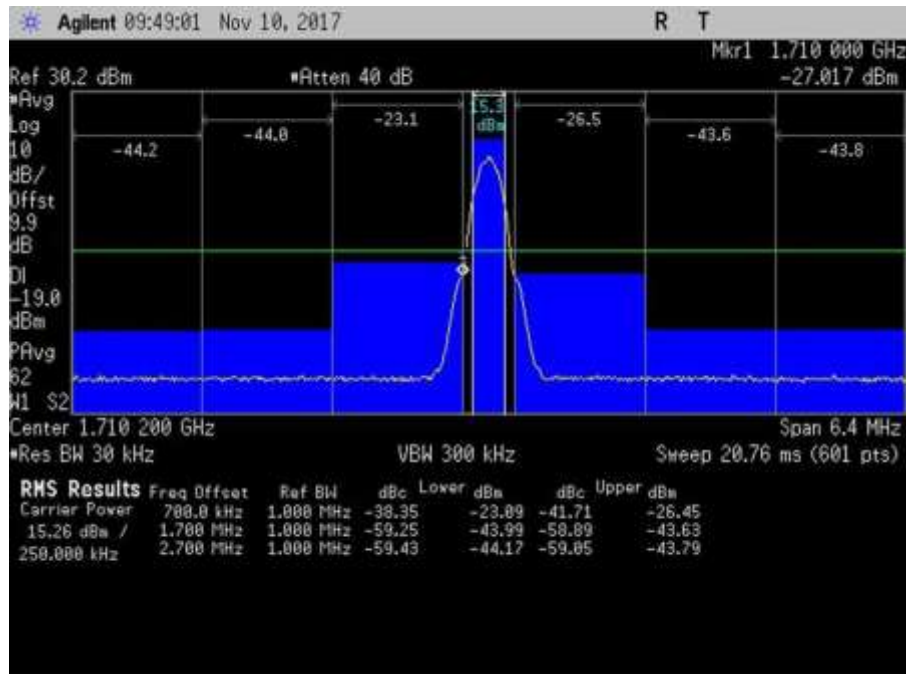 Agilent 09:49:01 Nov 10, 2017 R T
Mkr1 1.710 000 GHz
Ref 30.2 dBm #Atten 40 dB -27.017 dBm
#Avg
Log
10
dB/
Offst
9.9
dB
DI
-19.0
dBm
PAvg
62
W1 S2
-44.2 -44.0 -23.1 15.3 dBm -26.5 -43.6 -43.8
Center 1.710 200 GHz Span 6.4 MHz
#Res BW 30 kHz VBW 300 kHz Sweep 20.76 ms (601 pts)
RMS Results Freq Offset Ref BW dBc Lower dBm dBc Upper dBm
Carrier Power 700.0 kHz 1.000 MHz -38.35 -23.09 -41.71 -26.45
15.26 dBm / 1.700 MHz 1.000 MHz -59.25 -43.99 -58.89 -43.63
250.000 kHz 2.700 MHz 1.000 MHz -59.43 -44.17 -59.05 -43.79